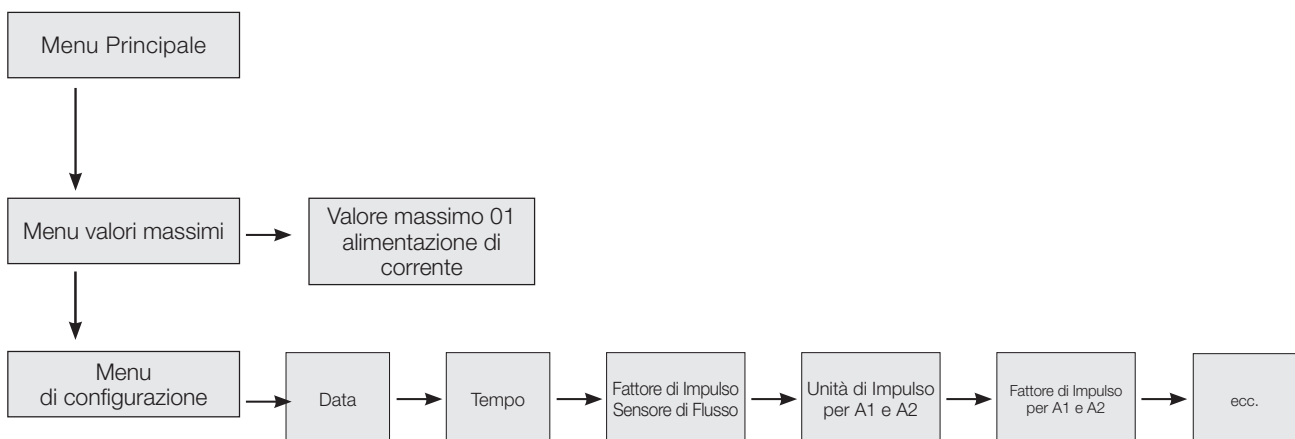 Menu Principale
Menu valori massimi
Valore massimo 01
alimentazione di
corrente
Menu
di configurazione
Data
Tempo
Fattore di Impulso
Sensore di Flusso
Unità di Impulso
per A1 e A2
Fattore di Impulso
per A1 e A2
ecc.